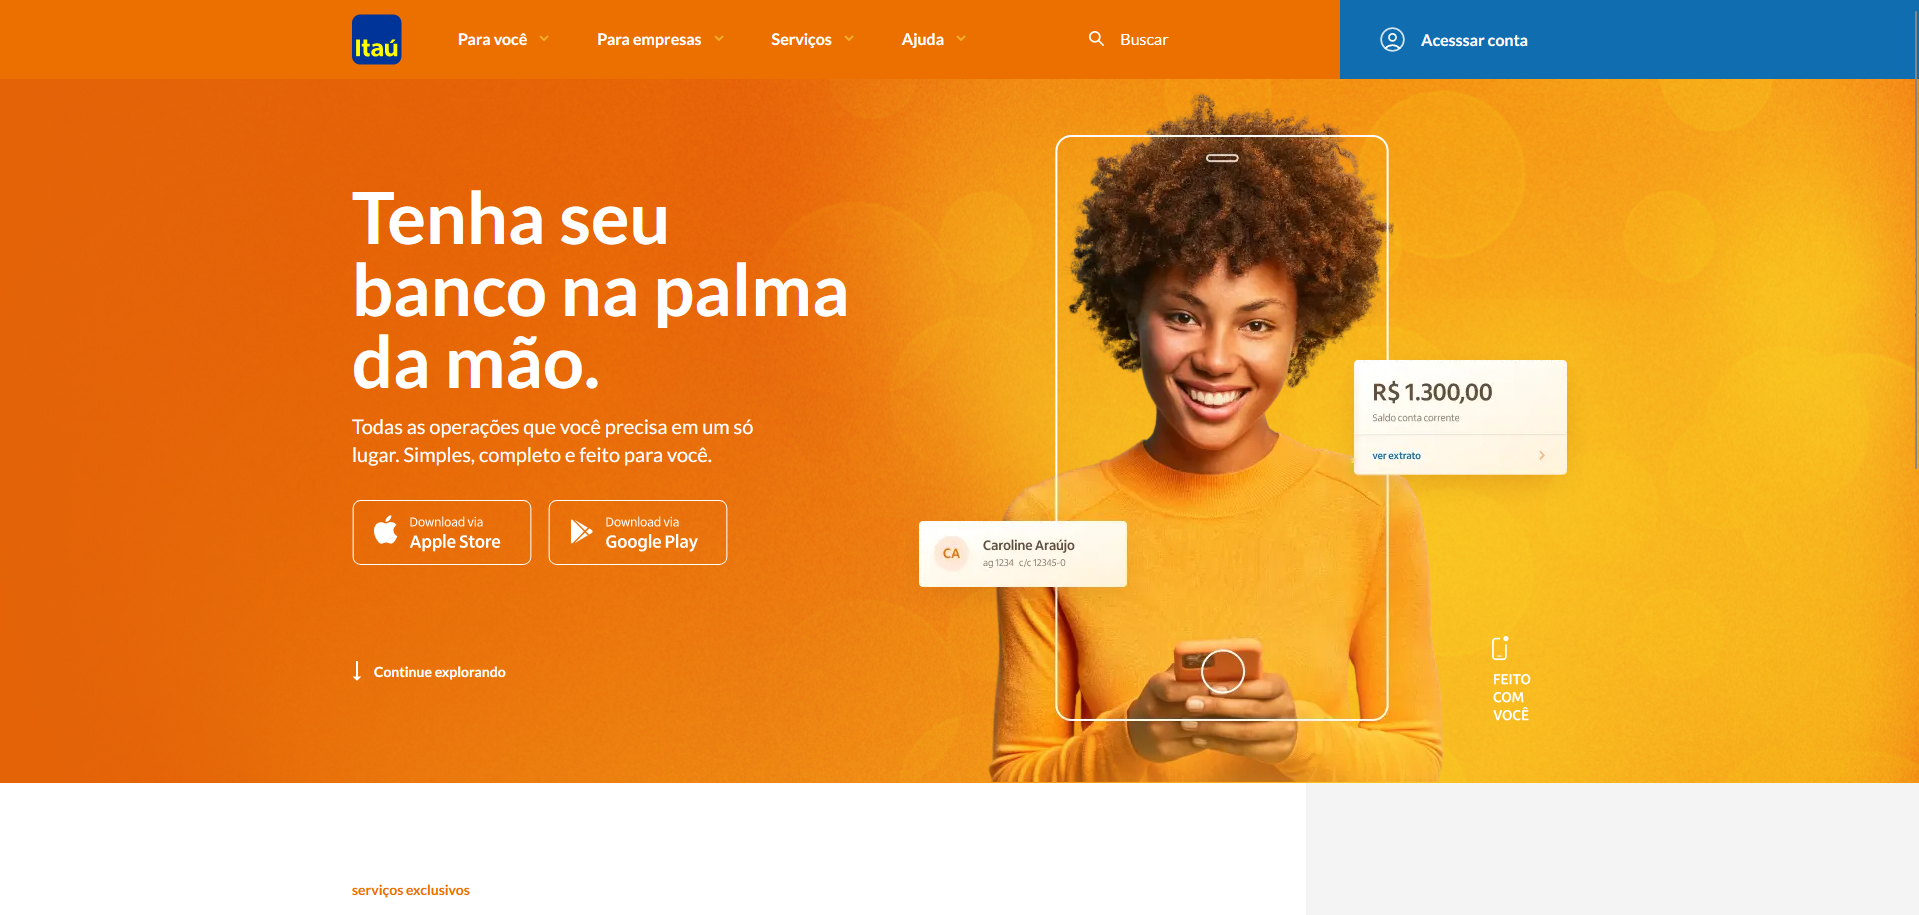 Itaú
Para você
Para empresas
Serviços
Ajuda
Buscar
Acesssar conta
Tenha seu
banco na palma
da mão.
Todas as operações que você precisa em um só
lugar. Simples, completo e feito para você.
Download via
Apple Store
Download via
Google Play
Continue explorando
R$ 1.300,00
Saldo conta corrente
ver extrato
CA
Caroline Araújo
ag 1234 c/c 12345-0
FEITO
COM
VOCÊ
serviços exclusivos